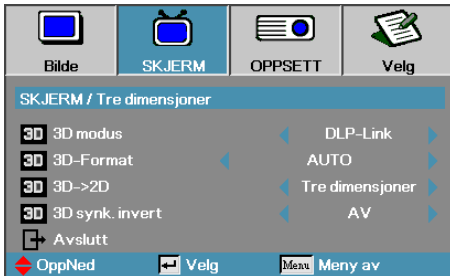 Bilde SKJERM OPPSETT Velg
SKJERM / Tre dimensjoner
3D 3D modus DLP-Link
3D 3D-Format AUTO
3D 3D->2D Tre dimensjoner
3D 3D synk. invert AV
Avslutt
OppNed Velg Menu Meny av